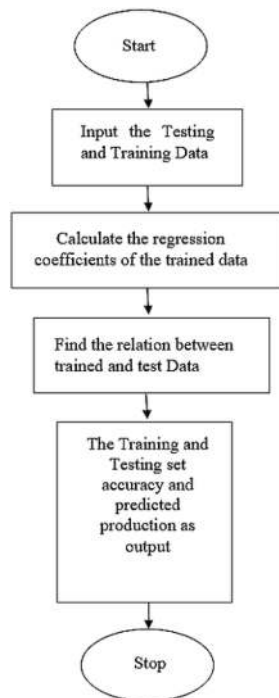 Start
Input the Testing
and Training Data
Calculate the regression
coefficients of the trained data
Find the relation between
trained and test Data
The Training and
Testing set
accuracy and
predicted
production as
output
Stop